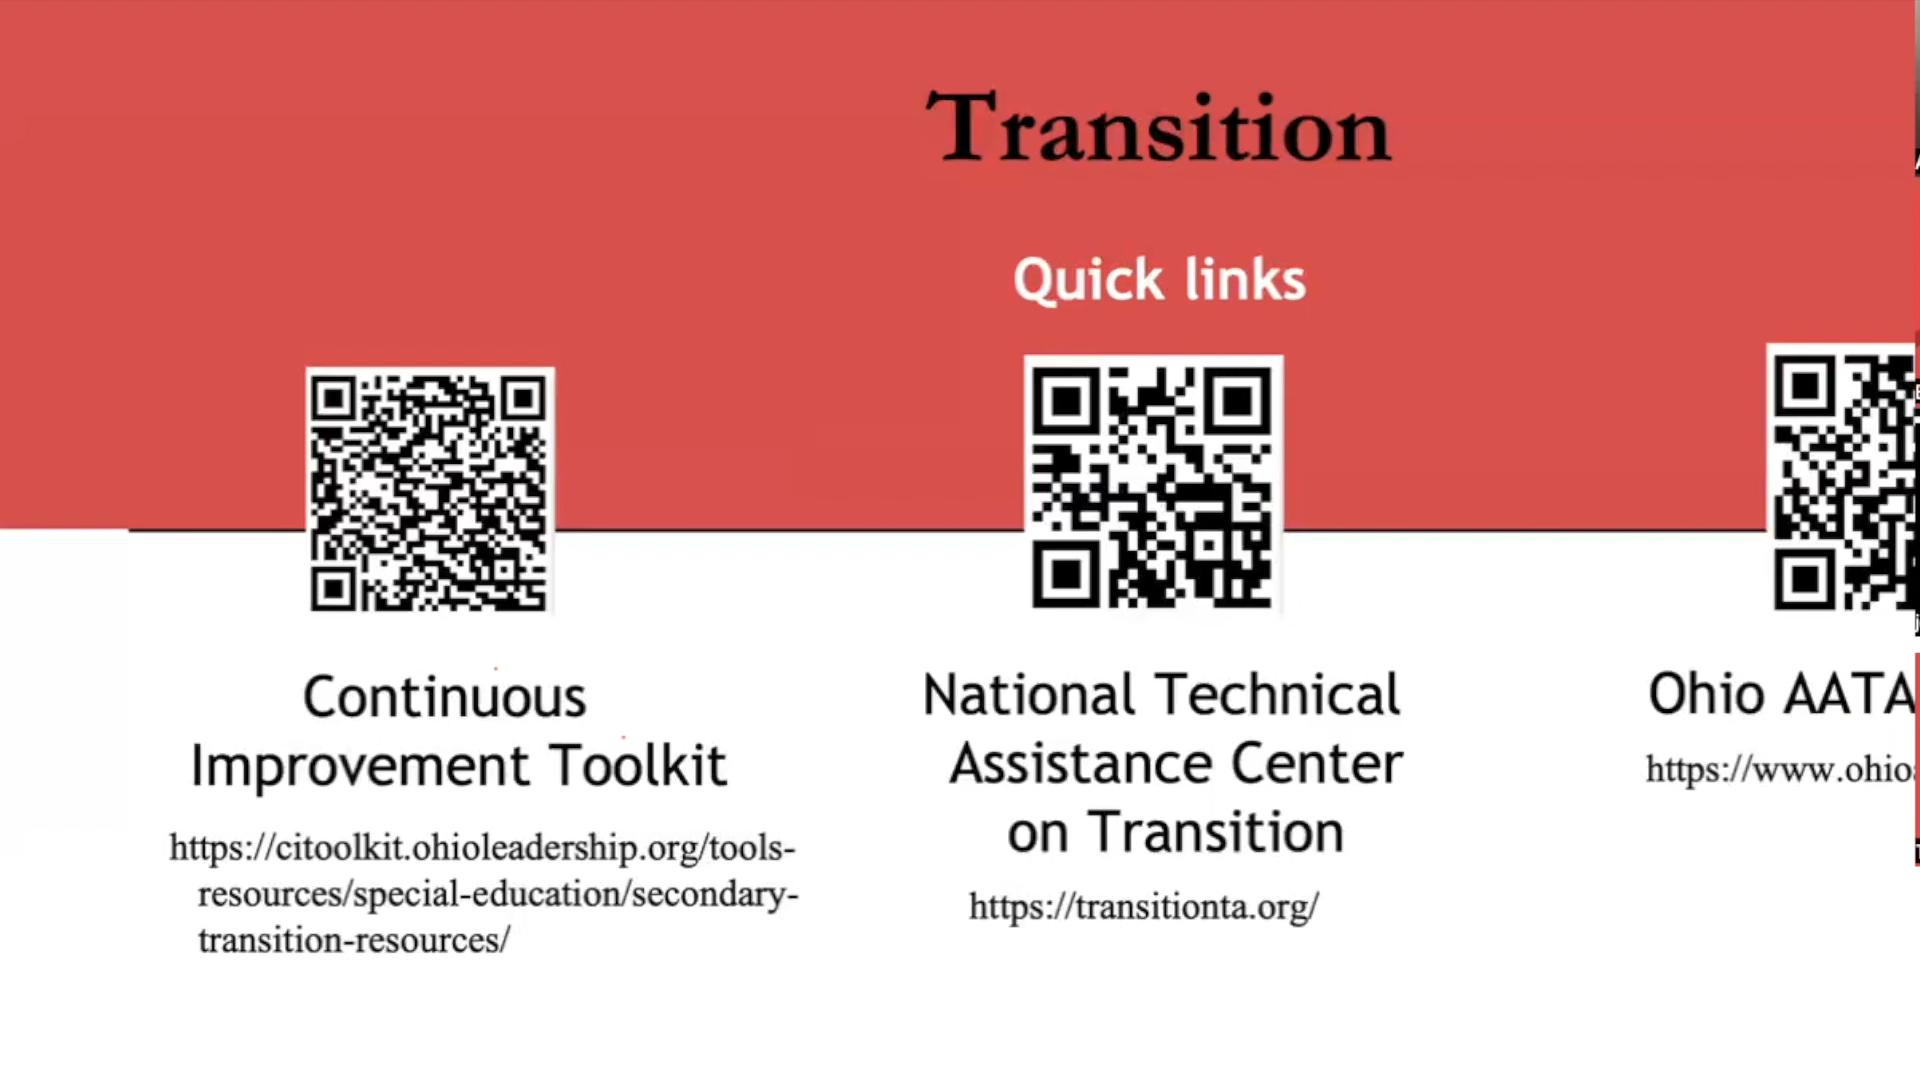 Transition
Quick links
Continuous
Improvement Toolkit
https://citoolkit.ohioleadership.org/tools-
resources/special-education/secondary-
transition-resources/
National Technical
Assistance Center
on Transition
https://transitionta.org/
Ohio AATA
https://www.ohio